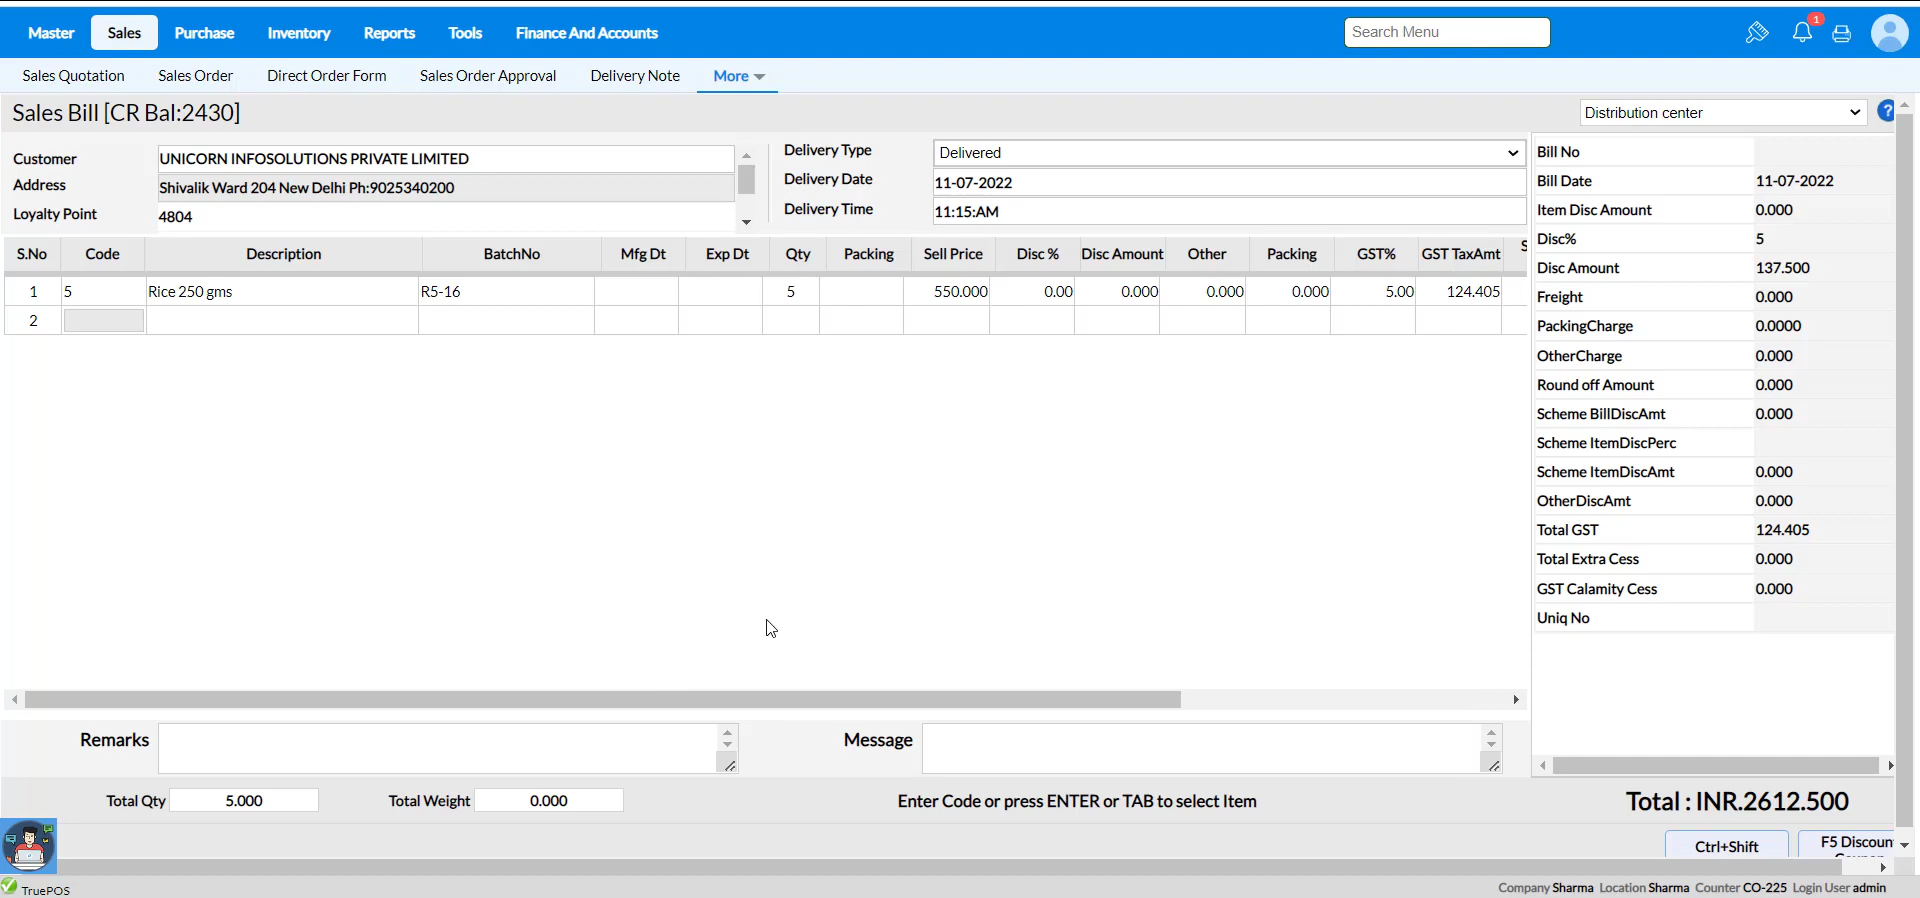 Master Sales Purchase Inventory Reports Tools Finance And Accounts Search Menu 1
Sales Quotation Sales Order Direct Order Form Sales Order Approval Delivery Note More
Sales Bill [CR Bal:2430] Distribution center ?
Customer UNICORN INFOSOLUTIONS PRIVATE LIMITED
Address Shivalik Ward 204 New Delhi Ph:9025340200
Loyalty Point 4804
Delivery Type Delivered
Delivery Date 11-07-2022
Delivery Time 11:15:AM
S.No Code Description BatchNo Mfg Dt Exp Dt Qty Packing Sell Price Disc % Disc Amount Other Packing GST% GST TaxAmt S
1 5 Rice 250 gms R5-16 5 550.000 0.00 0.000 0.000 0.000 5.00 124.405
2
Bill No
Bill Date 11-07-2022
Item Disc Amount 0.000
Disc% 5
Disc Amount 137.500
Freight 0.000
PackingCharge 0.0000
OtherCharge 0.000
Round off Amount 0.000
Scheme BillDiscAmt 0.000
Scheme ItemDiscPerc
Scheme ItemDiscAmt 0.000
OtherDiscAmt 0.000
Total GST 124.405
Total Extra Cess 0.000
GST Calamity Cess 0.000
Uniq No
Remarks Message
Total Qty 5.000 Total Weight 0.000 Enter Code or press ENTER or TAB to select Item Total : INR.2612.500
Ctrl+Shift F5 Discoun
TruePOS Company Sharma Location Sharma Counter CO-225 Login User admin